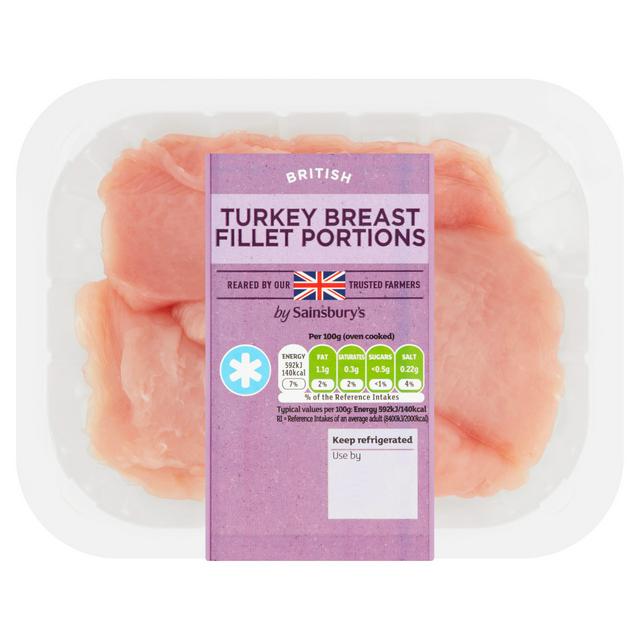 BRITISH
TURKEY BREAST
FILLET PORTIONS
REARED BY OUR TRUSTED FARMERS
by Sainsbury's
Per 100g (oven cooked)
ENERGY
592kJ
140kcal
7%
FAT
1.1g
2%
SATURATES
0.3g
2%
SUGARS
<0.5g
<1%
SALT
0.22g
4%
% of the Reference Intakes
Typical values per 100g: Energy 592kJ/140kcal
RI = Reference Intakes of an average adult (8400kJ/2000kcal)
Keep refrigerated
Use by